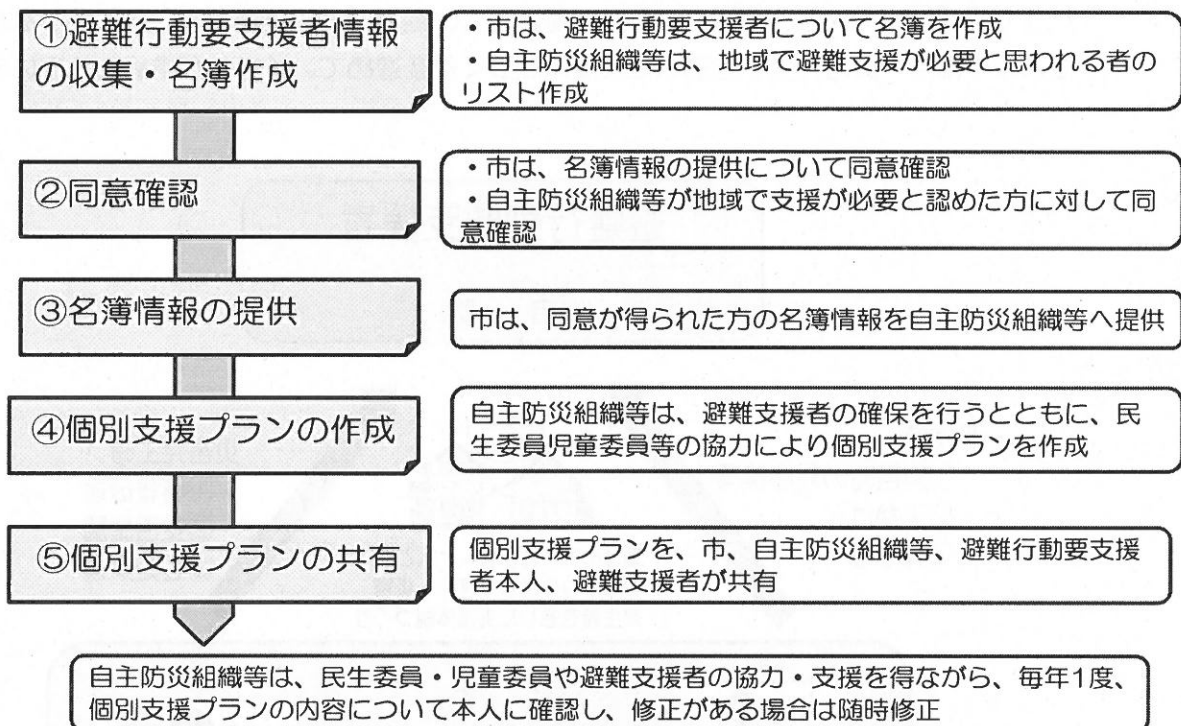 ①避難行動要支援者情報
の収集・名簿作成
・市は、避難行動要支援者について名簿を作成
・自主防災組織等は、地域で避難支援が必要と思われる者の
リスト作成
②同意確認
・市は、名簿情報の提供について同意確認
・自主防災組織等が地域で支援が必要と認めた方に対して同
意確認
③名簿情報の提供
市は、同意が得られた方の名簿情報を自主防災組織等へ提供
④個別支援プランの作成
自主防災組織等は、避難支援者の確保を行うとともに、民
生委員児童委員等の協力により個別支援プランを作成
⑤個別支援プランの共有
個別支援プランを、市、自主防災組織等、避難行動要支援
者本人、避難支援者が共有
自主防災組織等は、民生委員・児童委員や避難支援者の協力・支援を得ながら、毎年1度、
個別支援プランの内容について本人に確認し、修正がある場合は随時修正